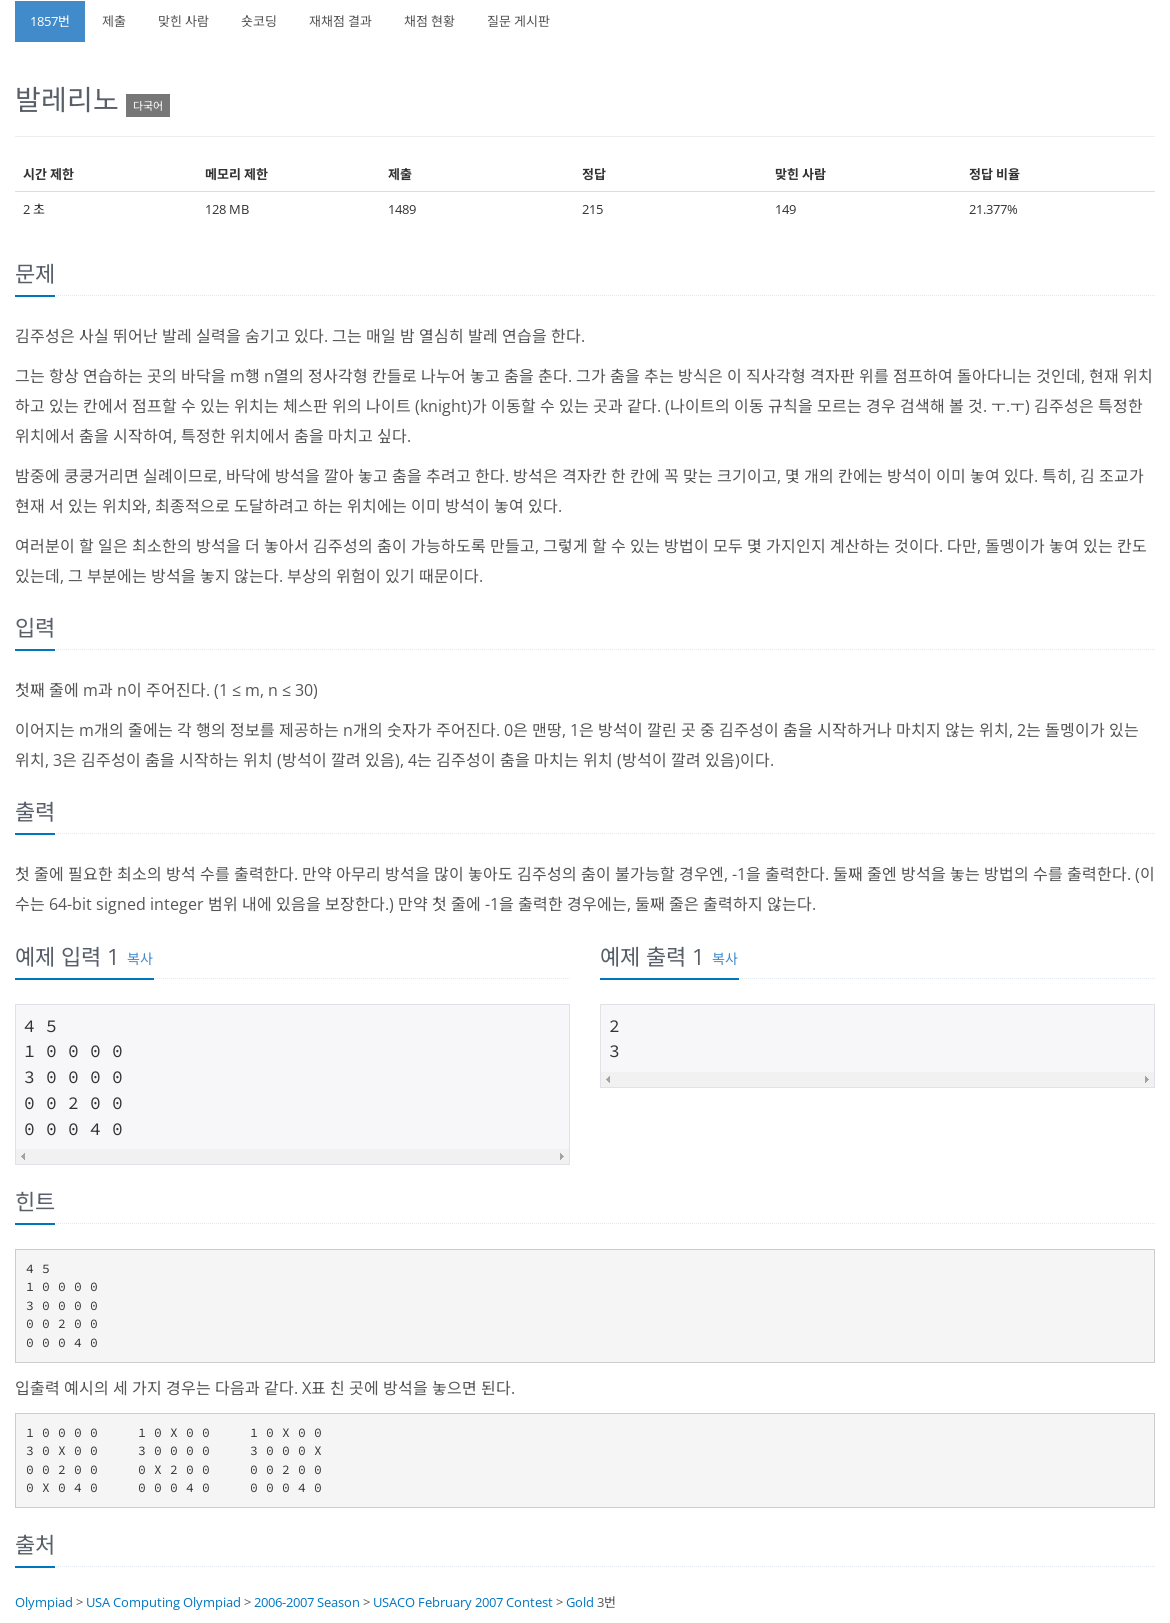 1857번 제출 맞힌 사람 숏코딩 재채점 결과 채점 현황 질문 게시판
발레리노 다국어
시간 제한 메모리 제한 제출 정답 맞힌 사람 정답 비율
2 초 128 MB 1489 215 149 21.377%
문제
김주성은 사실 뛰어난 발레 실력을 숨기고 있다. 그는 매일 밤 열심히 발레 연습을 한다.
그는 항상 연습하는 곳의 바닥을 m행 n열의 정사각형 칸들로 나누어 놓고 춤을 춘다. 그가 춤을 추는 방식은 이 직사각형 격자판 위를 점프하여 돌아다니는 것인데, 현재 위치
하고 있는 칸에서 점프할 수 있는 위치는 체스판 위의 나이트 (knight)가 이동할 수 있는 곳과 같다. (나이트의 이동 규칙을 모르는 경우 검색해 볼 것. ㅜ.ㅜ) 김주성은 특정한
위치에서 춤을 시작하여, 특정한 위치에서 춤을 마치고 싶다.
밤중에 쿵쿵거리면 실례이므로, 바닥에 방석을 깔아 놓고 춤을 추려고 한다. 방석은 격자칸 한 칸에 꼭 맞는 크기이고, 몇 개의 칸에는 방석이 이미 놓여 있다. 특히, 김 조교가
현재 서 있는 위치와, 최종적으로 도달하려고 하는 위치에는 이미 방석이 놓여 있다.
여러분이 할 일은 최소한의 방석을 더 놓아서 김주성의 춤이 가능하도록 만들고, 그렇게 할 수 있는 방법이 모두 몇 가지인지 계산하는 것이다. 다만, 돌멩이가 놓여 있는 칸도
있는데, 그 부분에는 방석을 놓지 않는다. 부상의 위험이 있기 때문이다.
입력
첫째 줄에 m과 n이 주어진다. (1 ≤ m, n ≤ 30)
이어지는 m개의 줄에는 각 행의 정보를 제공하는 n개의 숫자가 주어진다. 0은 맨땅, 1은 방석이 깔린 곳 중 김주성이 춤을 시작하거나 마치지 않는 위치, 2는 돌멩이가 있는
위치, 3은 김주성이 춤을 시작하는 위치 (방석이 깔려 있음), 4는 김주성이 춤을 마치는 위치 (방석이 깔려 있음)이다.
출력
첫 줄에 필요한 최소의 방석 수를 출력한다. 만약 아무리 방석을 많이 놓아도 김주성의 춤이 불가능할 경우엔, -1을 출력한다. 둘째 줄엔 방석을 놓는 방법의 수를 출력한다. (이
수는 64-bit signed integer 범위 내에 있음을 보장한다.) 만약 첫 줄에 -1을 출력한 경우에는, 둘째 줄은 출력하지 않는다.
예제 입력 1 복사
4 5
1 0 0 0 0
3 0 0 0 0
0 0 2 0 0
0 0 0 4 0
예제 출력 1 복사
2
3
힌트
4 5
1 0 0 0 0
3 0 0 0 0
0 0 2 0 0
0 0 0 4 0
입출력 예시의 세 가지 경우는 다음과 같다. X표 친 곳에 방석을 놓으면 된다.
1 0 0 0 0 1 0 X 0 0 1 0 X 0 0
3 0 X 0 0 3 0 0 0 0 3 0 0 0 X
0 0 2 0 0 0 X 2 0 0 0 0 2 0 0
0 X 0 4 0 0 0 0 4 0 0 0 0 4 0
출처
Olympiad > USA Computing Olympiad > 2006-2007 Season > USACO February 2007 Contest > Gold 3번